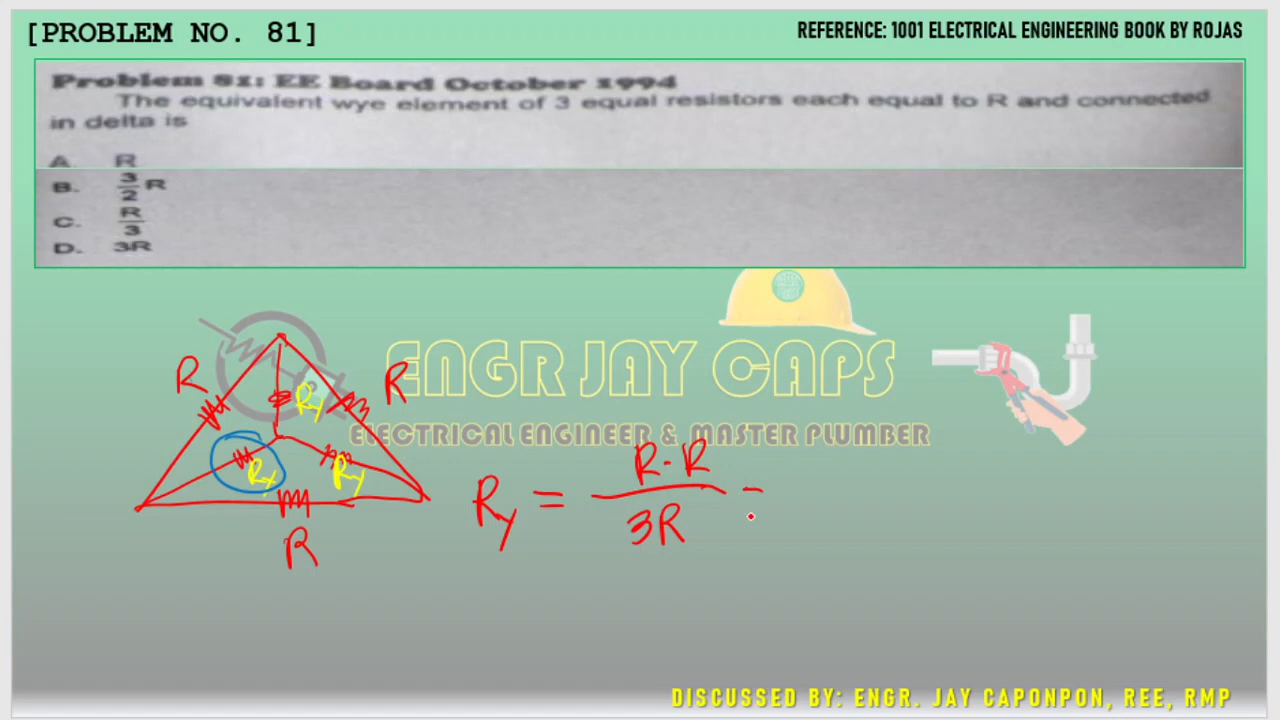 [PROBLEM NO. 81]
REFERENCE: 1001 ELECTRICAL ENGINEERING BOOK BY ROJAS
Problem 81: EE Board October 1994
The equivalent wye element of 3 equal resistors each equal to R and connected
in delta is
A. R
B. 3/2 R
C. R/3
D. 3R
ENGR JAY CAPS
ELECTRICAL ENGINEER & MASTER PLUMBER
R
R
Ry
Ry
Ry
R
Ry = R·R / 3R =
DISCUSSED BY: ENGR. JAY CAPONPON, REE, RMP